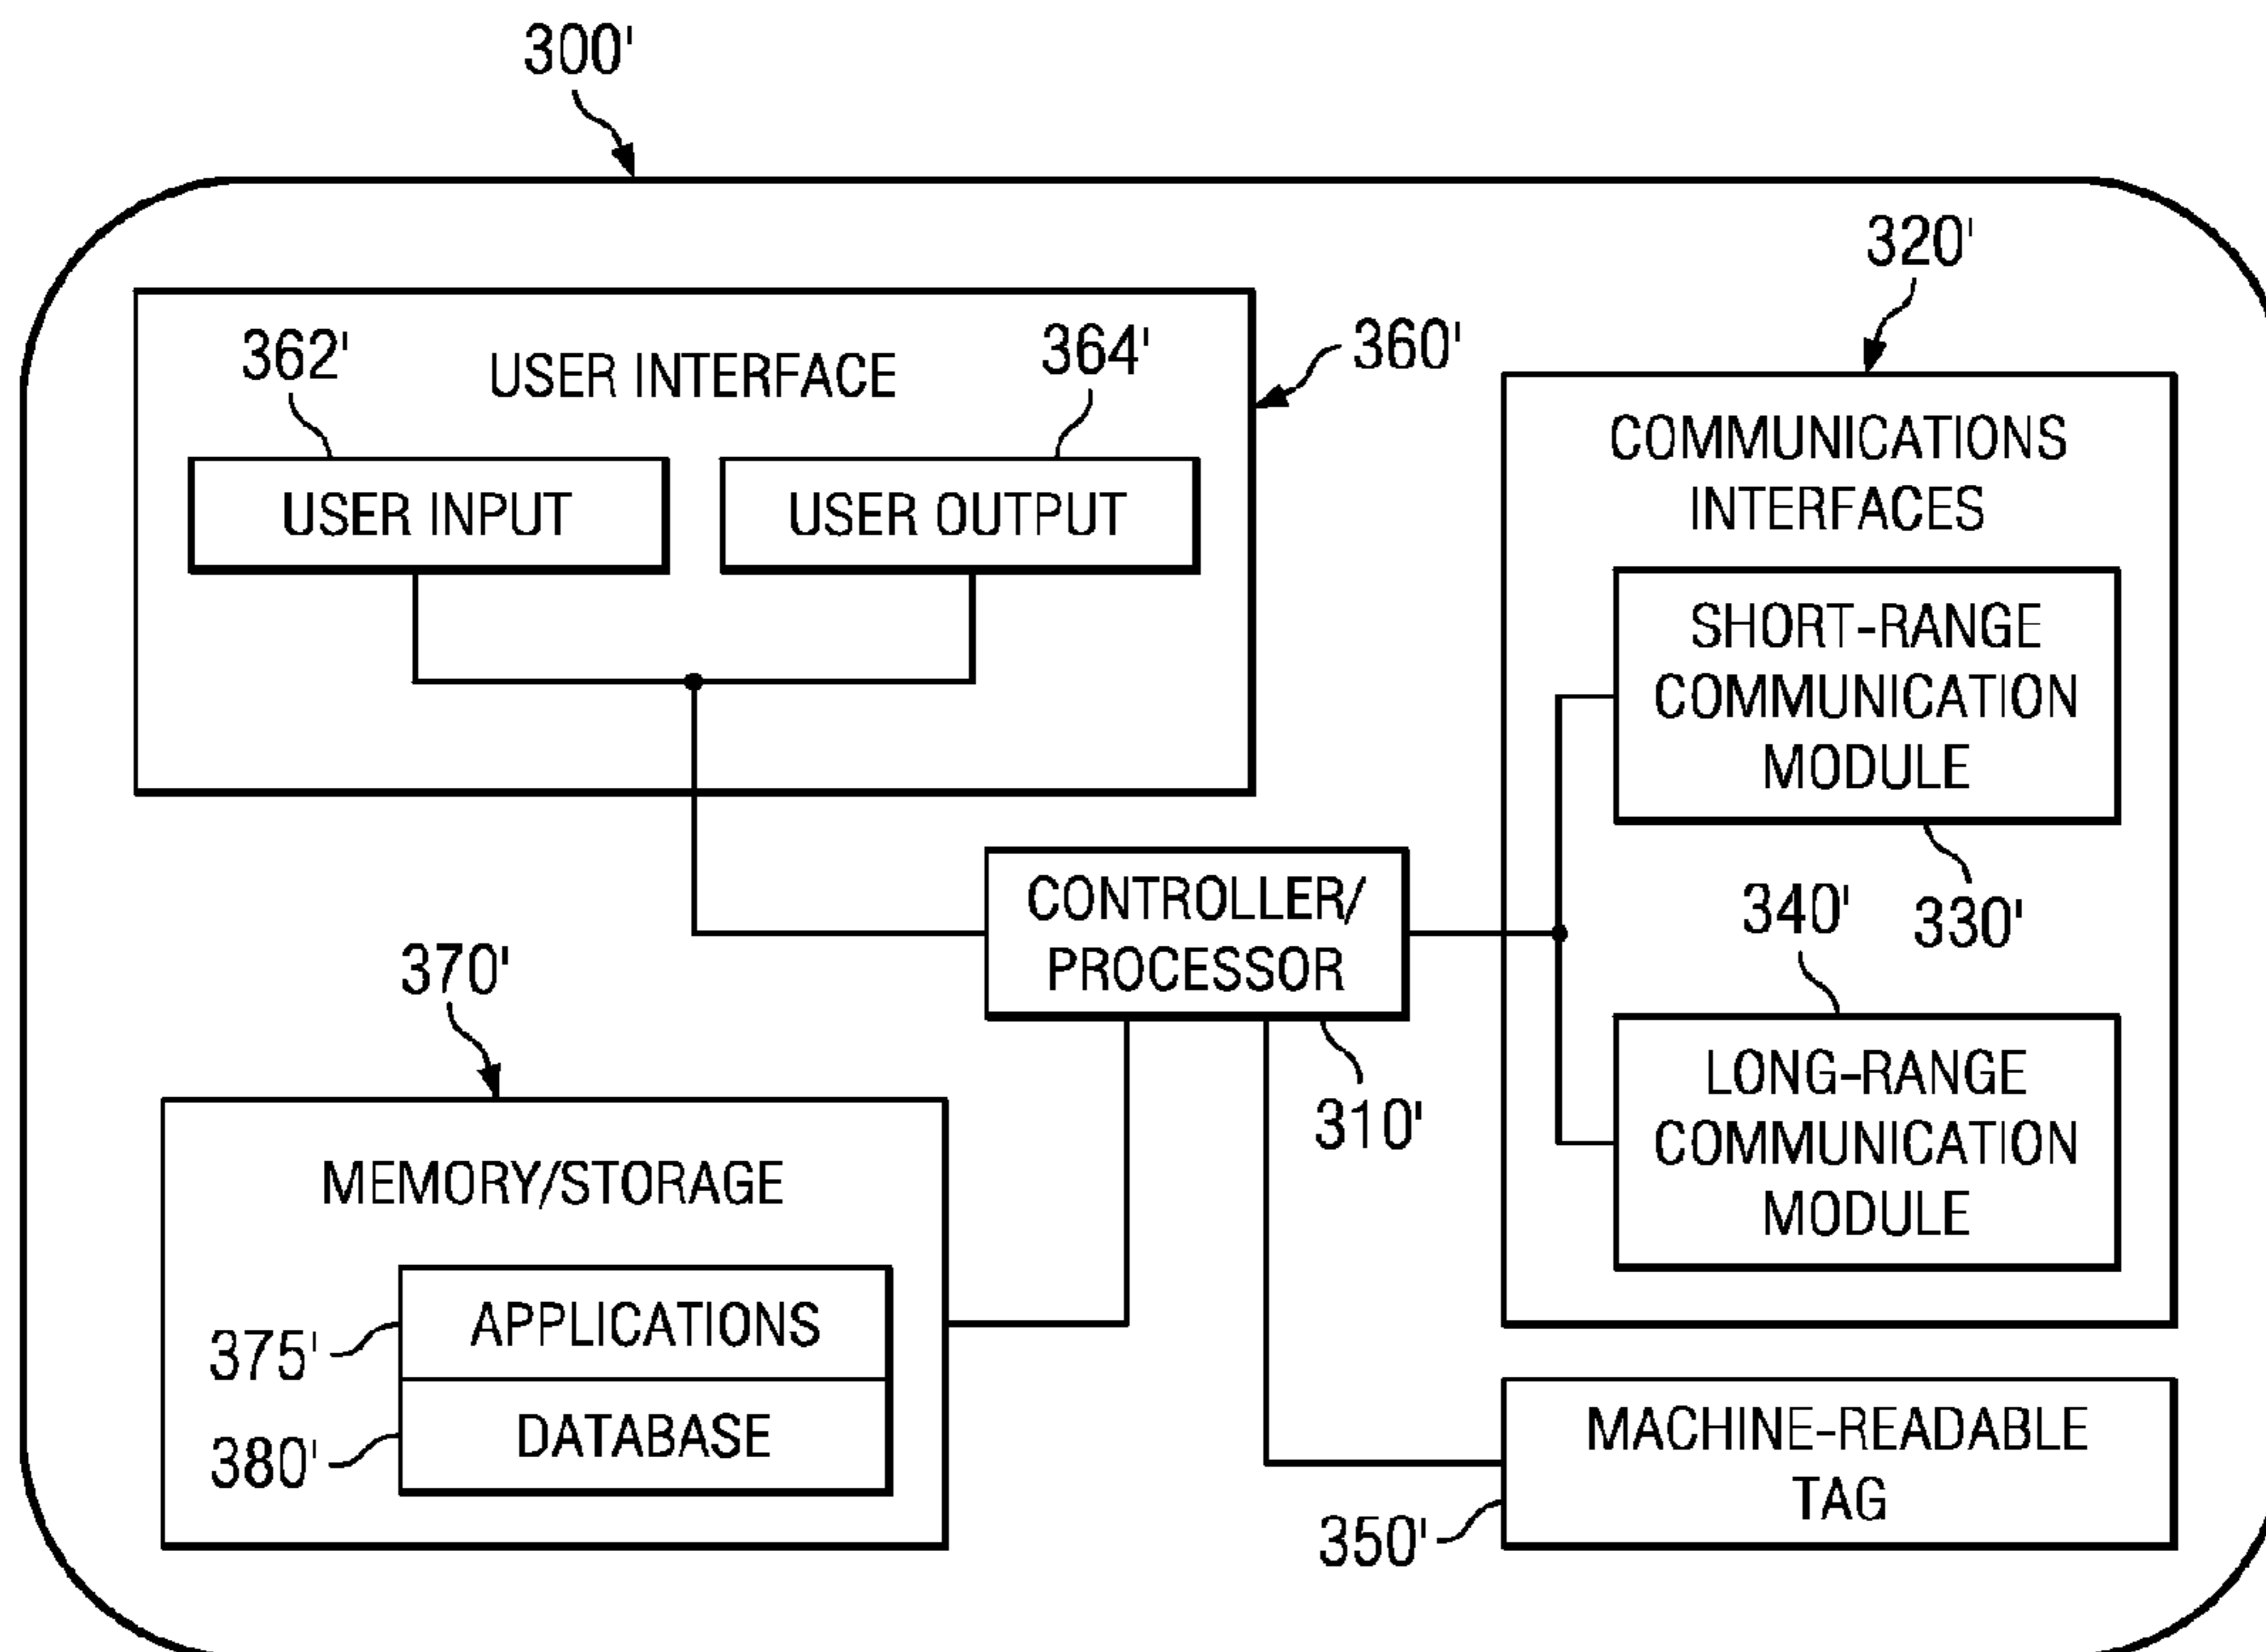 300'
320'
362'
USER INTERFACE
364'
360'
USER INPUT
USER OUTPUT
COMMUNICATIONS
INTERFACES
SHORT-RANGE
COMMUNICATION
MODULE
330'
340'
LONG-RANGE
COMMUNICATION
MODULE
CONTROLLER/
PROCESSOR
310'
370'
MEMORY/STORAGE
375'
APPLICATIONS
380'
DATABASE
MACHINE-READABLE
TAG
350'